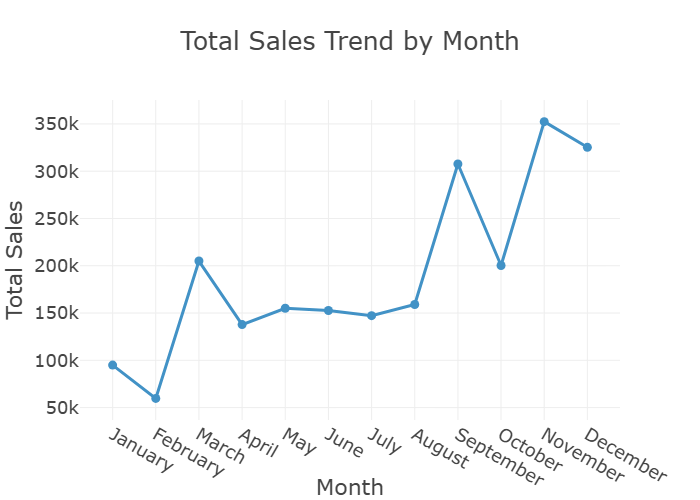 Total Sales Trend by Month
Total Sales
350k
300k
250k
200k
150k
100k
50k
January
February
March
April
May
June
July
August
September
October
November
December
Month